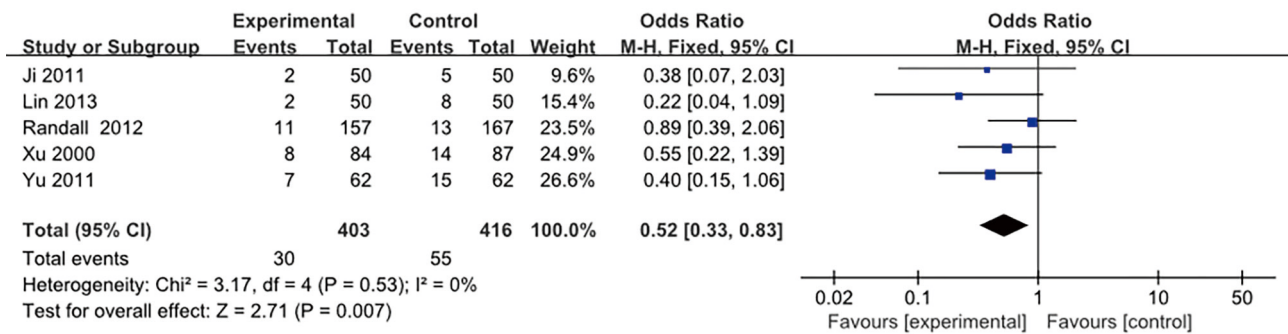 Experimental Control Odds Ratio Odds Ratio
Study or Subgroup Events Total Events Total Weight M-H, Fixed, 95% CI M-H, Fixed, 95% CI
Ji 2011 2 50 5 50 9.6% 0.38 [0.07, 2.03]
Lin 2013 2 50 8 50 15.4% 0.22 [0.04, 1.09]
Randall 2012 11 157 13 167 23.5% 0.89 [0.39, 2.06]
Xu 2000 8 84 14 87 24.9% 0.55 [0.22, 1.39]
Yu 2011 7 62 15 62 26.6% 0.40 [0.15, 1.06]
Total (95% CI) 403 416 100.0% 0.52 [0.33, 0.83]
Total events 30 55
Heterogeneity: Chi² = 3.17, df = 4 (P = 0.53); I² = 0%
Test for overall effect: Z = 2.71 (P = 0.007)
0.02 0.1 1 10 50
Favours [experimental] Favours [control]